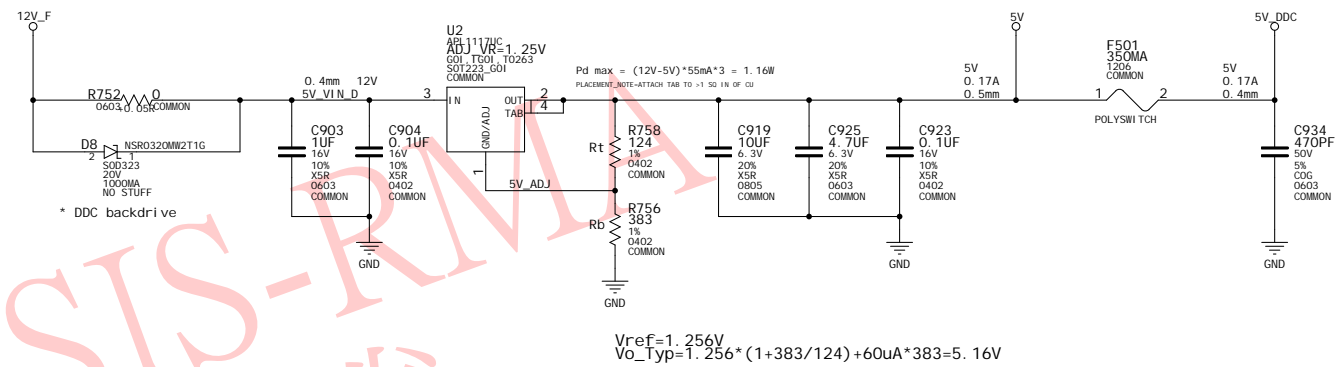 12V_F
R752
0
0603
+0.05R
COMMON
D8
NSR0320MW2T1G
2
1
SOD323
20V
1000MA
NO STUFF
* DDC backdrive
0.4mm 12V
5V_VIN_D
C903
1UF
16V
10%
X5R
0603
COMMON
C904
0.1UF
16V
10%
X5R
0402
COMMON
GND
U2
APL1117UC
ADJ_VR=1.25V
GOI,TGOI,TO263
SOT223_GOI
COMMON
3
IN
OUT
2
TAB
4
GND/ADJ
1
5V_ADJ
Pd max = (12V-5V)*55mA*3 = 1.16W
PLACEMENT_NOTE=ATTACH TAB TO >1 SQ IN OF CU
Rt
R758
124
1%
0402
COMMON
Rb
R756
383
1%
0402
COMMON
GND
C919
10UF
6.3V
20%
X5R
0805
COMMON
C925
4.7UF
6.3V
20%
X5R
0603
COMMON
C923
0.1UF
16V
10%
X5R
0402
COMMON
GND
5V
5V
0.17A
0.5mm
F501
350MA
1206
COMMON
1
2
POLYSWITCH
5V_DDC
5V
0.17A
0.4mm
C934
470PF
50V
5%
COG
0603
COMMON
GND
Vref=1.256V
Vo_Typ=1.256*(1+383/124)+60uA*383=5.16V
SIS-RMA